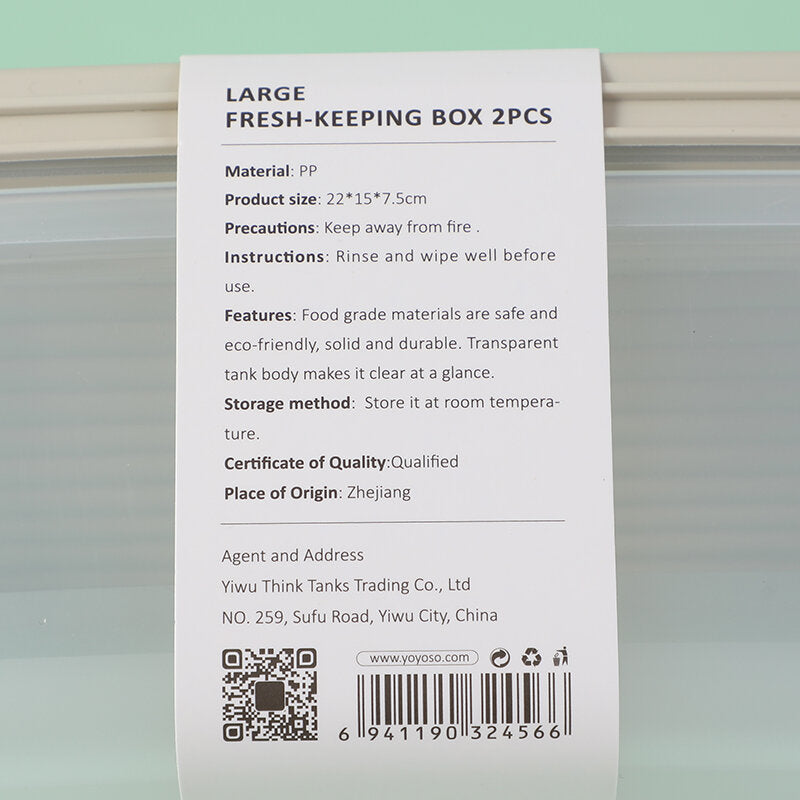 LARGE
FRESH-KEEPING BOX 2PCS
Material: PP
Product size: 22*15*7.5cm
Precautions: Keep away from fire .
Instructions: Rinse and wipe well before
use.
Features: Food grade materials are safe and
eco-friendly, solid and durable. Transparent
tank body makes it clear at a glance.
Storage method: Store it at room tempera-
ture.
Certificate of Quality:Qualified
Place of Origin: Zhejiang
Agent and Address
Yiwu Think Tanks Trading Co., Ltd
NO. 259, Sufu Road, Yiwu City, China
www.yoyoso.com
6 941190 324566